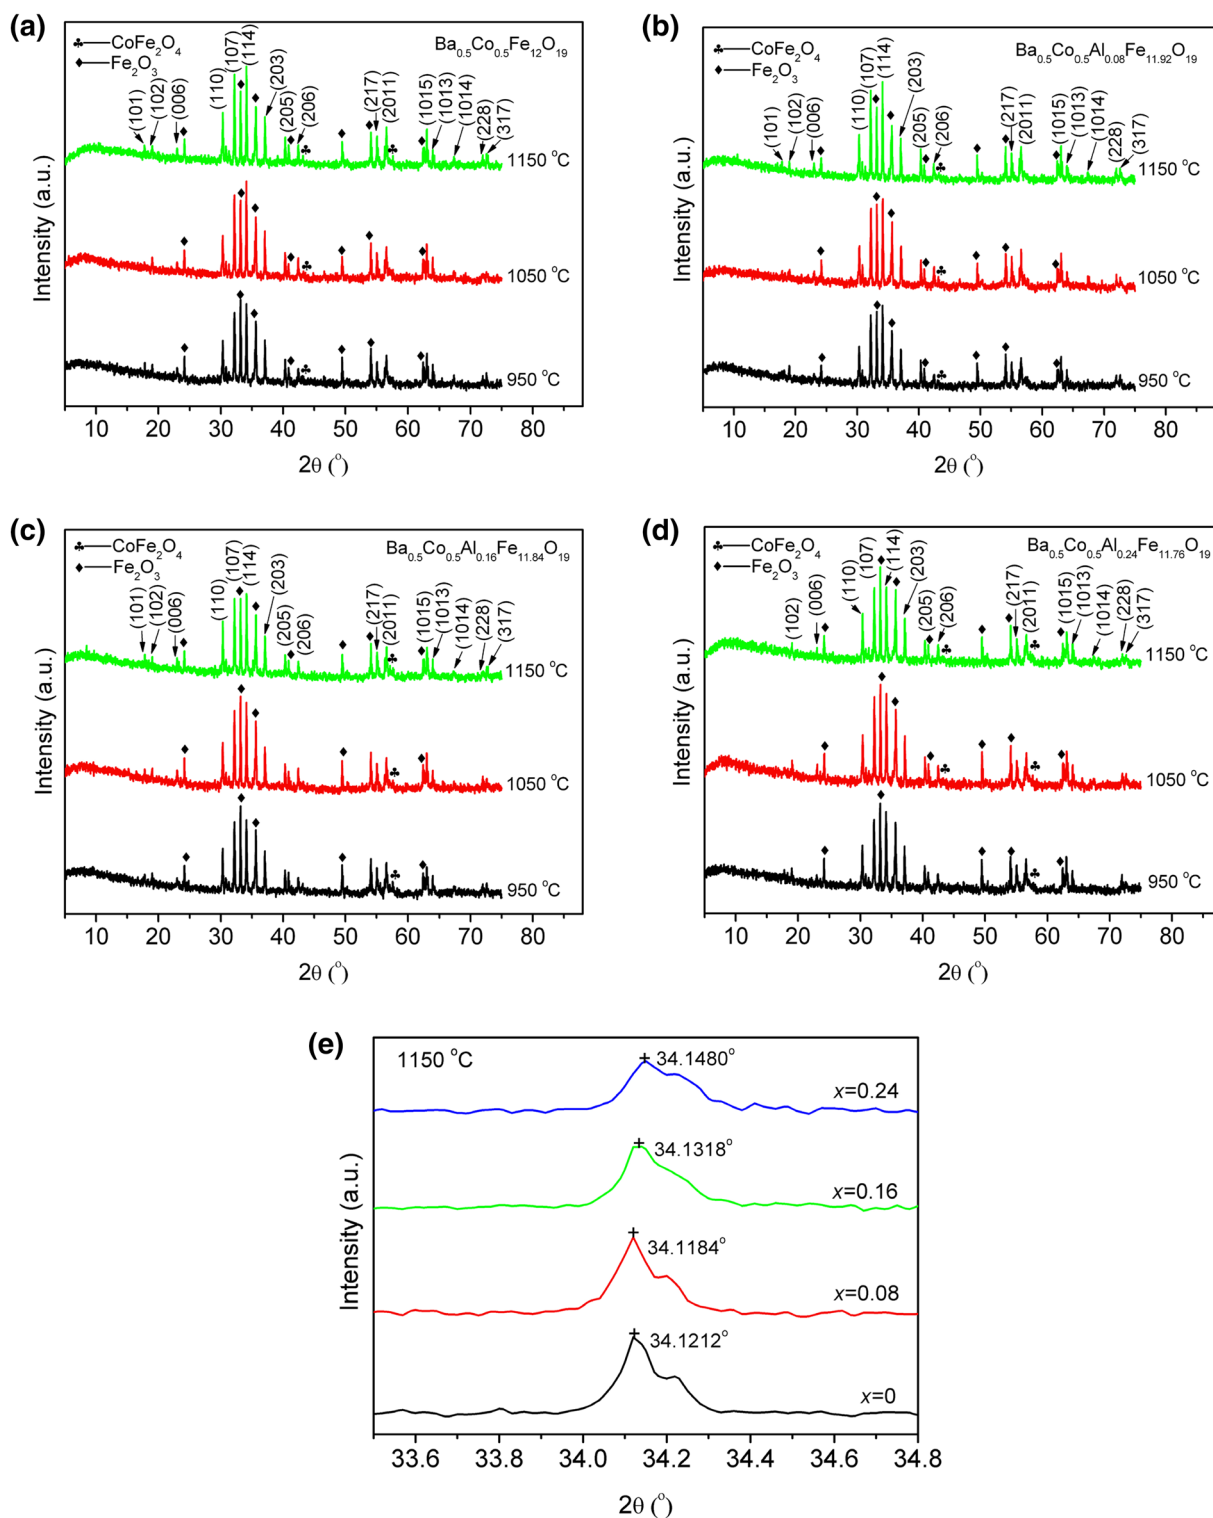 (a)
♣—CoFe₂O₄
♦—Fe₂O₃
Ba₀.₅Co₀.₅Fe₁₂O₁₉
(101)
(102)
(006)
(110)
(107)
(114)
(203)
(205)
(206)
(217)
(2011)
(1015)
(1013)
(1014)
(228)
(317)
1150 °C
1050 °C
950 °C
Intensity (a.u.)
10 20 30 40 50 60 70 80
2θ (°)
(b)
♣—CoFe₂O₄
♦—Fe₂O₃
Ba₀.₅Co₀.₅Al₀.₀₈Fe₁₁.₉₂O₁₉
(101)
(102)
(006)
(110)
(107)
(114)
(203)
(205)
(206)
(217)
(2011)
(1015)
(1013)
(1014)
(228)
(317)
1150 °C
1050 °C
950 °C
Intensity (a.u.)
10 20 30 40 50 60 70 80
2θ (°)
(c)
♣—CoFe₂O₄
♦—Fe₂O₃
Ba₀.₅Co₀.₅Al₀.₁₆Fe₁₁.₈₄O₁₉
(101)
(102)
(006)
(110)
(107)
(114)
(203)
(205)
(206)
(217)
(2011)
(1015)
(1013)
(1014)
(228)
(317)
1150 °C
1050 °C
950 °C
Intensity (a.u.)
10 20 30 40 50 60 70 80
2θ (°)
(d)
♣—CoFe₂O₄
♦—Fe₂O₃
Ba₀.₅Co₀.₅Al₀.₂₄Fe₁₁.₇₆O₁₉
(102)
(006)
(110)
(107)
(114)
(203)
(205)
(206)
(217)
(2011)
(1015)
(1013)
(1014)
(228)
(317)
1150 °C
1050 °C
950 °C
Intensity (a.u.)
10 20 30 40 50 60 70 80
2θ (°)
(e)
1150 °C
34.1480°
x=0.24
34.1318°
x=0.16
34.1184°
x=0.08
34.1212°
x=0
Intensity (a.u.)
33.6 33.8 34.0 34.2 34.4 34.6 34.8
2θ (°)